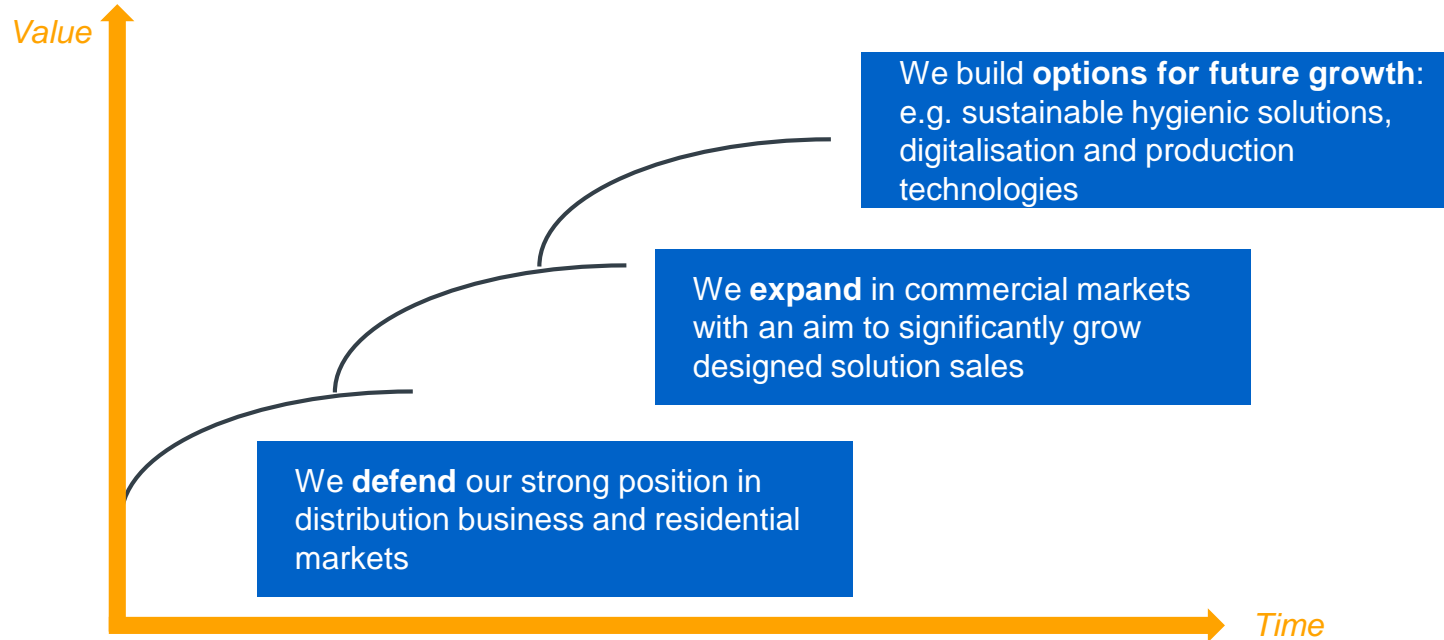 Value
We build options for future growth:
e.g. sustainable hygienic solutions,
digitalisation and production
technologies
We expand in commercial markets
with an aim to significantly grow
designed solution sales
We defend our strong position in
distribution business and residential
markets
Time